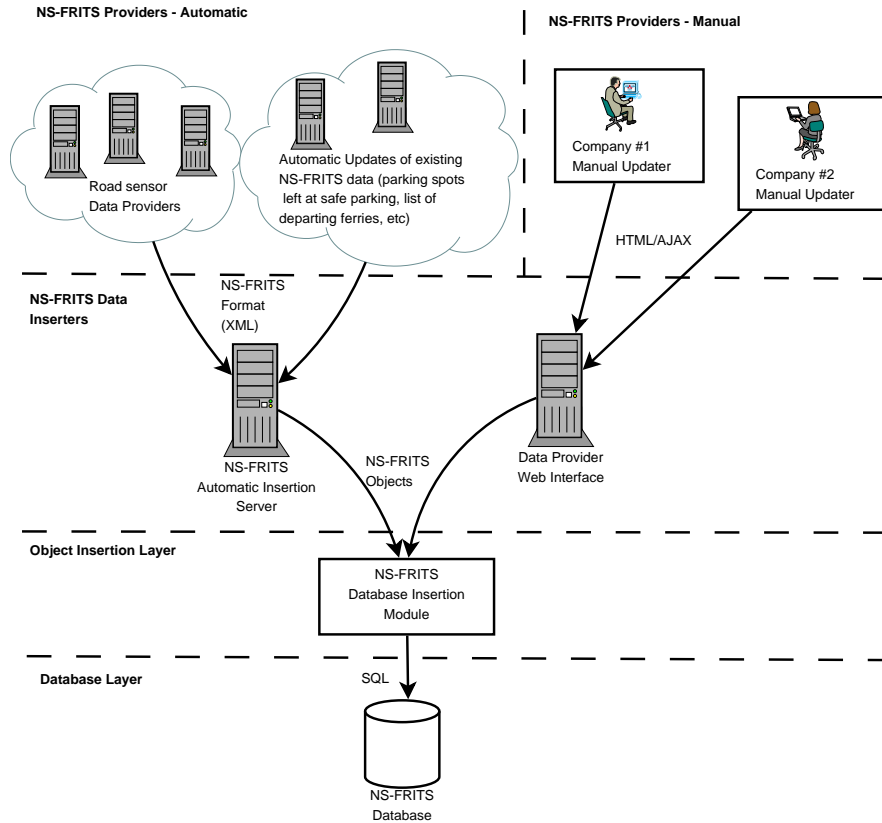 NS-FRITS Providers - Automatic
NS-FRITS Providers - Manual
Road sensor
Data Providers
Automatic Updates of existing
NS-FRITS data (parking spots
left at safe parking, list of
departing ferries, etc)
Company #1
Manual Updater
Company #2
Manual Updater
HTML/AJAX
NS-FRITS Data
Inserters
NS-FRITS
Format
(XML)
NS-FRITS
Automatic Insertion
Server
NS-FRITS
Objects
Data Provider
Web Interface
Object Insertion Layer
NS-FRITS
Database Insertion
Module
Database Layer
SQL
NS-FRITS
Database